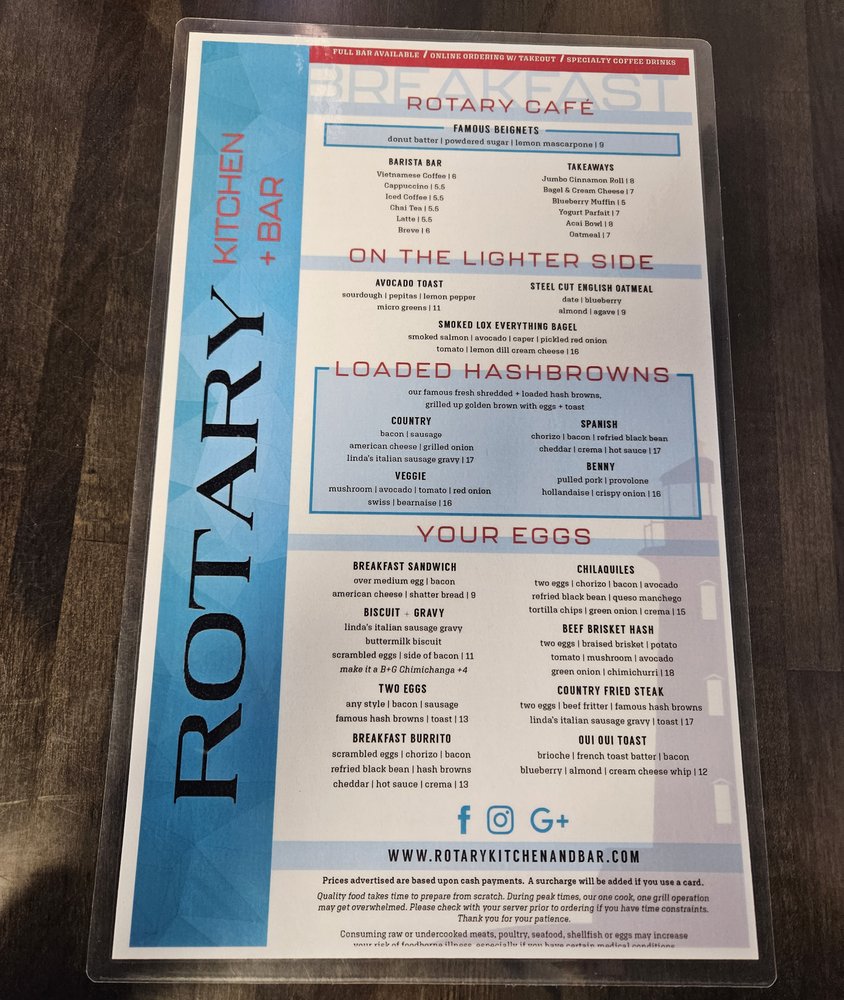 ROTARY KITCHEN
+ BAR
FULL BAR AVAILABLE / ONLINE ORDERING W/ TAKEOUT / SPECIALTY COFFEE DRINKS
BREAKFAST
ROTARY CAFÉ
FAMOUS BEIGNETS
donut batter | powdered sugar | lemon mascarpone | 9
BARISTA BAR
Vietnamese Coffee | 6
Cappuccino | 5.5
Iced Coffee | 5.5
Chai Tea | 5.5
Latte | 5.5
Breve | 6
TAKEAWAYS
Jumbo Cinnamon Roll | 8
Bagel & Cream Cheese | 7
Blueberry Muffin | 5
Yogurt Parfait | 7
Acai Bowl | 8
Oatmeal | 7
ON THE LIGHTER SIDE
AVOCADO TOAST
sourdough | pepitas | lemon pepper
micro greens | 11
STEEL CUT ENGLISH OATMEAL
date | blueberry
almond | agave | 9
SMOKED LOX EVERYTHING BAGEL
smoked salmon | avocado | caper | pickled red onion
tomato | lemon dill cream cheese | 16
LOADED HASHBROWNS
our famous fresh shredded + loaded hash browns,
grilled up golden brown with eggs + toast
COUNTRY
bacon | sausage
american cheese | grilled onion
linda's italian sausage gravy | 17
SPANISH
chorizo | bacon | refried black bean
cheddar | crema | hot sauce | 17
VEGGIE
mushroom | avocado | tomato | red onion
swiss | bearnaise | 16
BENNY
pulled pork | provolone
hollandaise | crispy onion | 16
YOUR EGGS
BREAKFAST SANDWICH
over medium egg | bacon
american cheese | shatter bread | 9
BISCUIT + GRAVY
linda's italian sausage gravy
buttermilk biscuit
scrambled eggs | side of bacon | 11
make it a B+G Chimichanga +4
TWO EGGS
any style | bacon | sausage
famous hash browns | toast | 13
BREAKFAST BURRITO
scrambled eggs | chorizo | bacon
refried black bean | hash browns
cheddar | hot sauce | crema | 13
CHILAQUILES
two eggs | chorizo | bacon | avocado
refried black bean | queso manchego
tortilla chips | green onion | crema | 15
BEEF BRISKET HASH
two eggs | braised brisket | potato
tomato | mushroom | avocado
green onion | chimichurri | 18
COUNTRY FRIED STEAK
two eggs | beef fritter | famous hash browns
linda's italian sausage gravy | toast | 17
OUI OUI TOAST
brioche | french toast batter | bacon
blueberry | almond | cream cheese whip | 12
f G+
WWW.ROTARYKITCHENANDBAR.COM
Prices advertised are based upon cash payments. A surcharge will be added if you use a card.
Quality food takes time to prepare from scratch. During peak times, our one cook, one grill operation
may get overwhelmed. Please check with your server prior to ordering if you have time constraints.
Thank you for your patience.
Consuming raw or undercooked meats, poultry, seafood, shellfish or eggs may increase
your risk of foodborne illness, especially if you have certain medical conditions